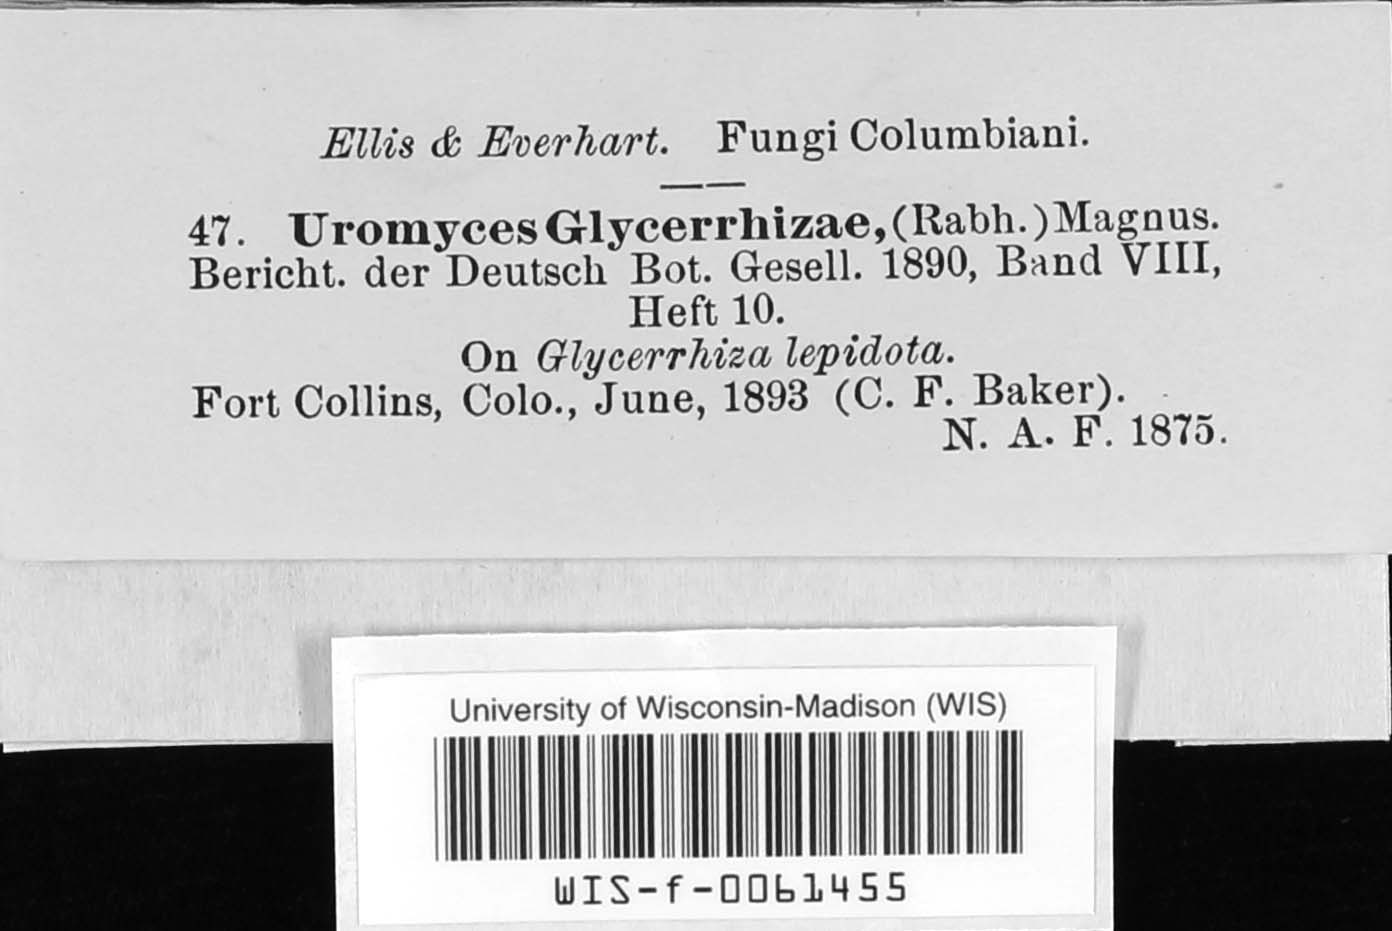 Ellis & Everhart. Fungi Columbiani.
47. Uromyces Glycerrhizae, (Rabh.) Magnus.
Bericht. der Deutsch Bot. Gesell. 1890, Band VIII,
Heft 10.
On Glycerrhiza lepidota.
Fort Collins, Colo., June, 1893 (C. F. Baker).
N. A. F. 1875.
University of Wisconsin-Madison (WIS)
WIS-f-0061455